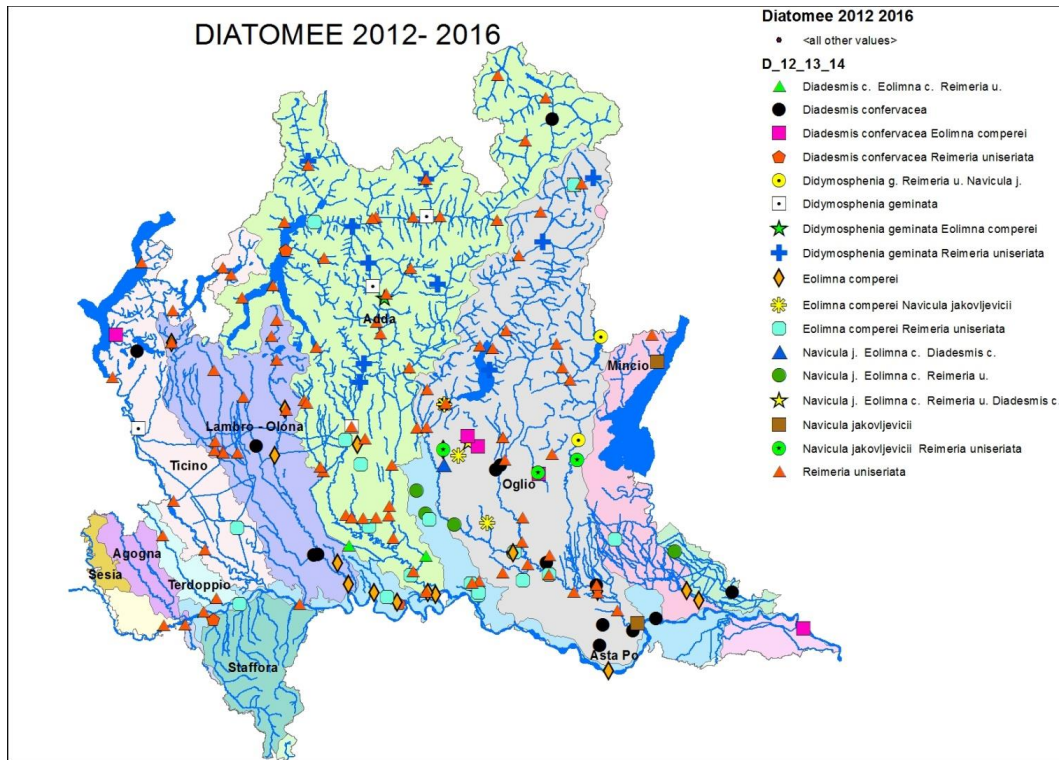 DIATOMEE 2012- 2016
Diatomee 2012 2016
<all other values>
D_12_13_14
Diadesmis c. Eolimna c. Reimeria u.
Diadesmis confervacea
Diadesmis confervacea Eolimna comperei
Diadesmis confervacea Reimeria uniseriata
Didymosphenia g. Reimeria u. Navicula j.
Didymosphenia geminata
Didymosphenia geminata Eolimna comperei
Didymosphenia geminata Reimeria uniseriata
Eolimna comperei
Eolimna comperei Navicula jakovljevicii
Eolimna comperei Reimeria uniseriata
Navicula j. Eolimna c. Diadesmis c.
Navicula j. Eolimna c. Reimeria u.
Navicula j. Eolimna c. Reimeria u. Diadesmis c.
Navicula jakovljevicii
Navicula jakovljevicii Reimeria uniseriata
Reimeria uniseriata
Adda
Mincio
Lambro - Olona
Ticino
Oglio
Agogna
Sesia
Terdoppio
Staffora
Asta Po